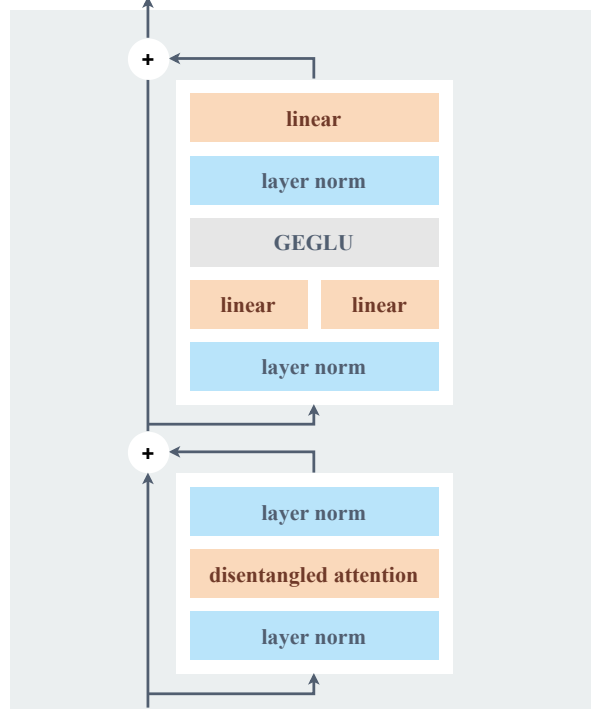 +
linear
layer norm
GEGLU
linear linear
layer norm
+
layer norm
disentangled attention
layer norm